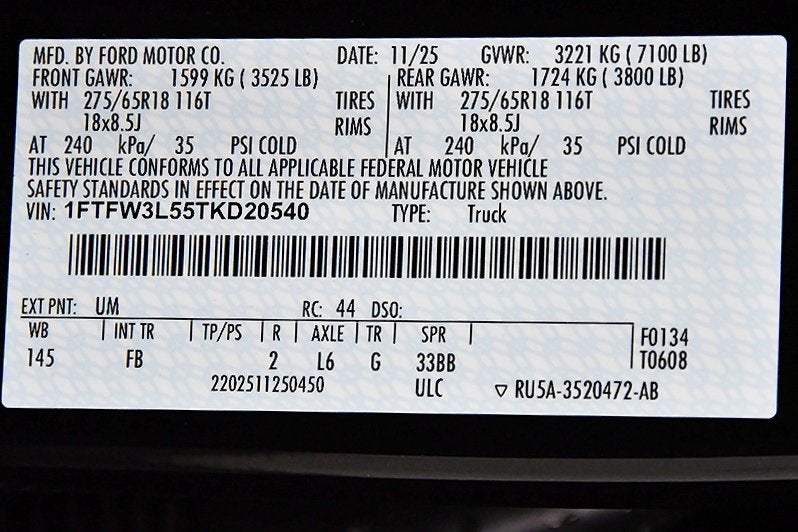 MFD. BY FORD MOTOR CO. DATE: 11/25 GVWR: 3221 KG ( 7100 LB)
FRONT GAWR: 1599 KG ( 3525 LB) REAR GAWR: 1724 KG ( 3800 LB)
WITH 275/65R18 116T TIRES WITH 275/65R18 116T TIRES
18x8.5J RIMS 18x8.5J RIMS
AT 240 kPa/ 35 PSI COLD AT 240 kPa/ 35 PSI COLD
THIS VEHICLE CONFORMS TO ALL APPLICABLE FEDERAL MOTOR VEHICLE
SAFETY STANDARDS IN EFFECT ON THE DATE OF MANUFACTURE SHOWN ABOVE.
VIN: 1FTFW3L55TKD20540 TYPE: Truck
EXT PNT: UM RC: 44 DSO:
WB | INT TR | TP/PS | R | AXLE | TR | SPR | F0134
145 FB 2 L6 G 33BB T0608
2202511250450 ULC ▽ RU5A-3520472-AB